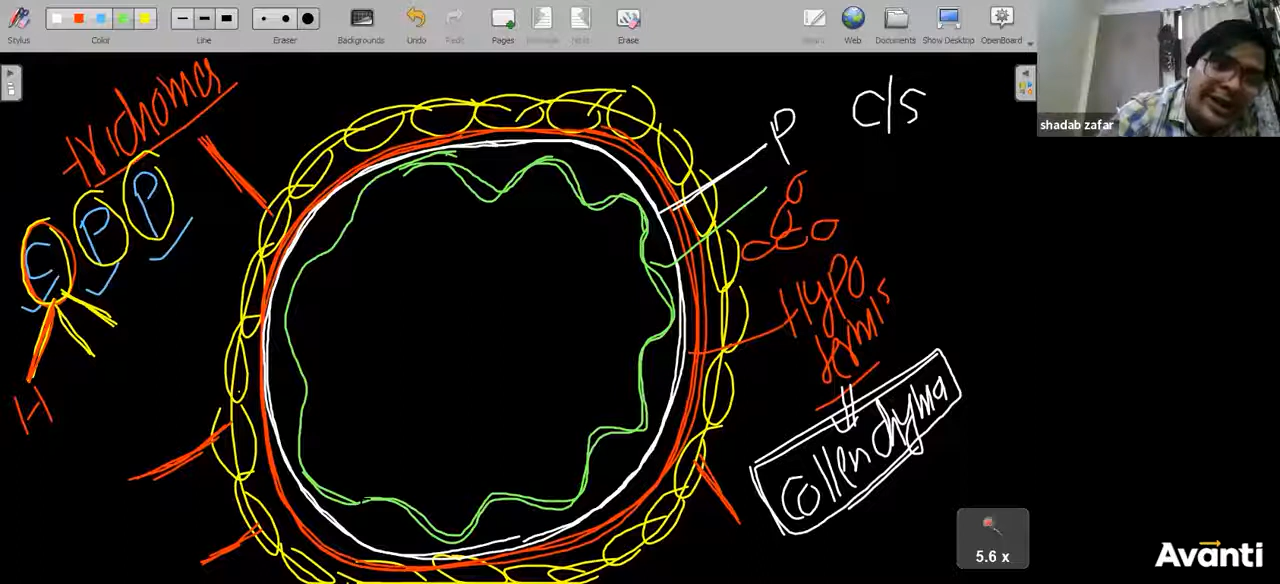 Stylus
Color
Line
Eraser
Backgrounds
Undo
Redo
Pages
Erase
Web
Documents
Show Desktop
OpenBoard
shadab zafar
trichomes
C/S
P
C P P
H
Hypo
dermis
Collenchyma
5.6 x
Avanti